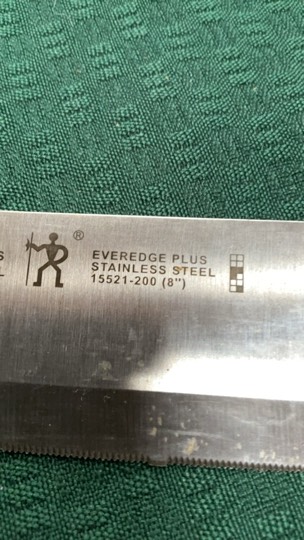 ®
EVEREDGE PLUS
STAINLESS STEEL
15521-200 (8")